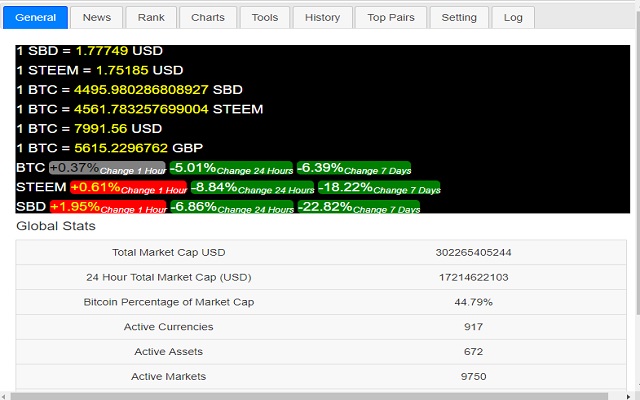 General News Rank Charts Tools History Top Pairs Setting Log
1 SBD = 1.77749 USD
1 STEEM = 1.75185 USD
1 BTC = 4495.980286808927 SBD
1 BTC = 4561.783257699004 STEEM
1 BTC = 7991.56 USD
1 BTC = 5615.2296762 GBP
BTC +0.37%Change 1 Hour -5.01%Change 24 Hours -6.39%Change 7 Days
STEEM +0.61%Change 1 Hour -8.84%Change 24 Hours -18.22%Change 7 Days
SBD +1.95%Change 1 Hour -6.86%Change 24 Hours -22.82%Change 7 Days
Global Stats
Total Market Cap USD 302265405244
24 Hour Total Market Cap (USD) 17214622103
Bitcoin Percentage of Market Cap 44.79%
Active Currencies 917
Active Assets 672
Active Markets 9750